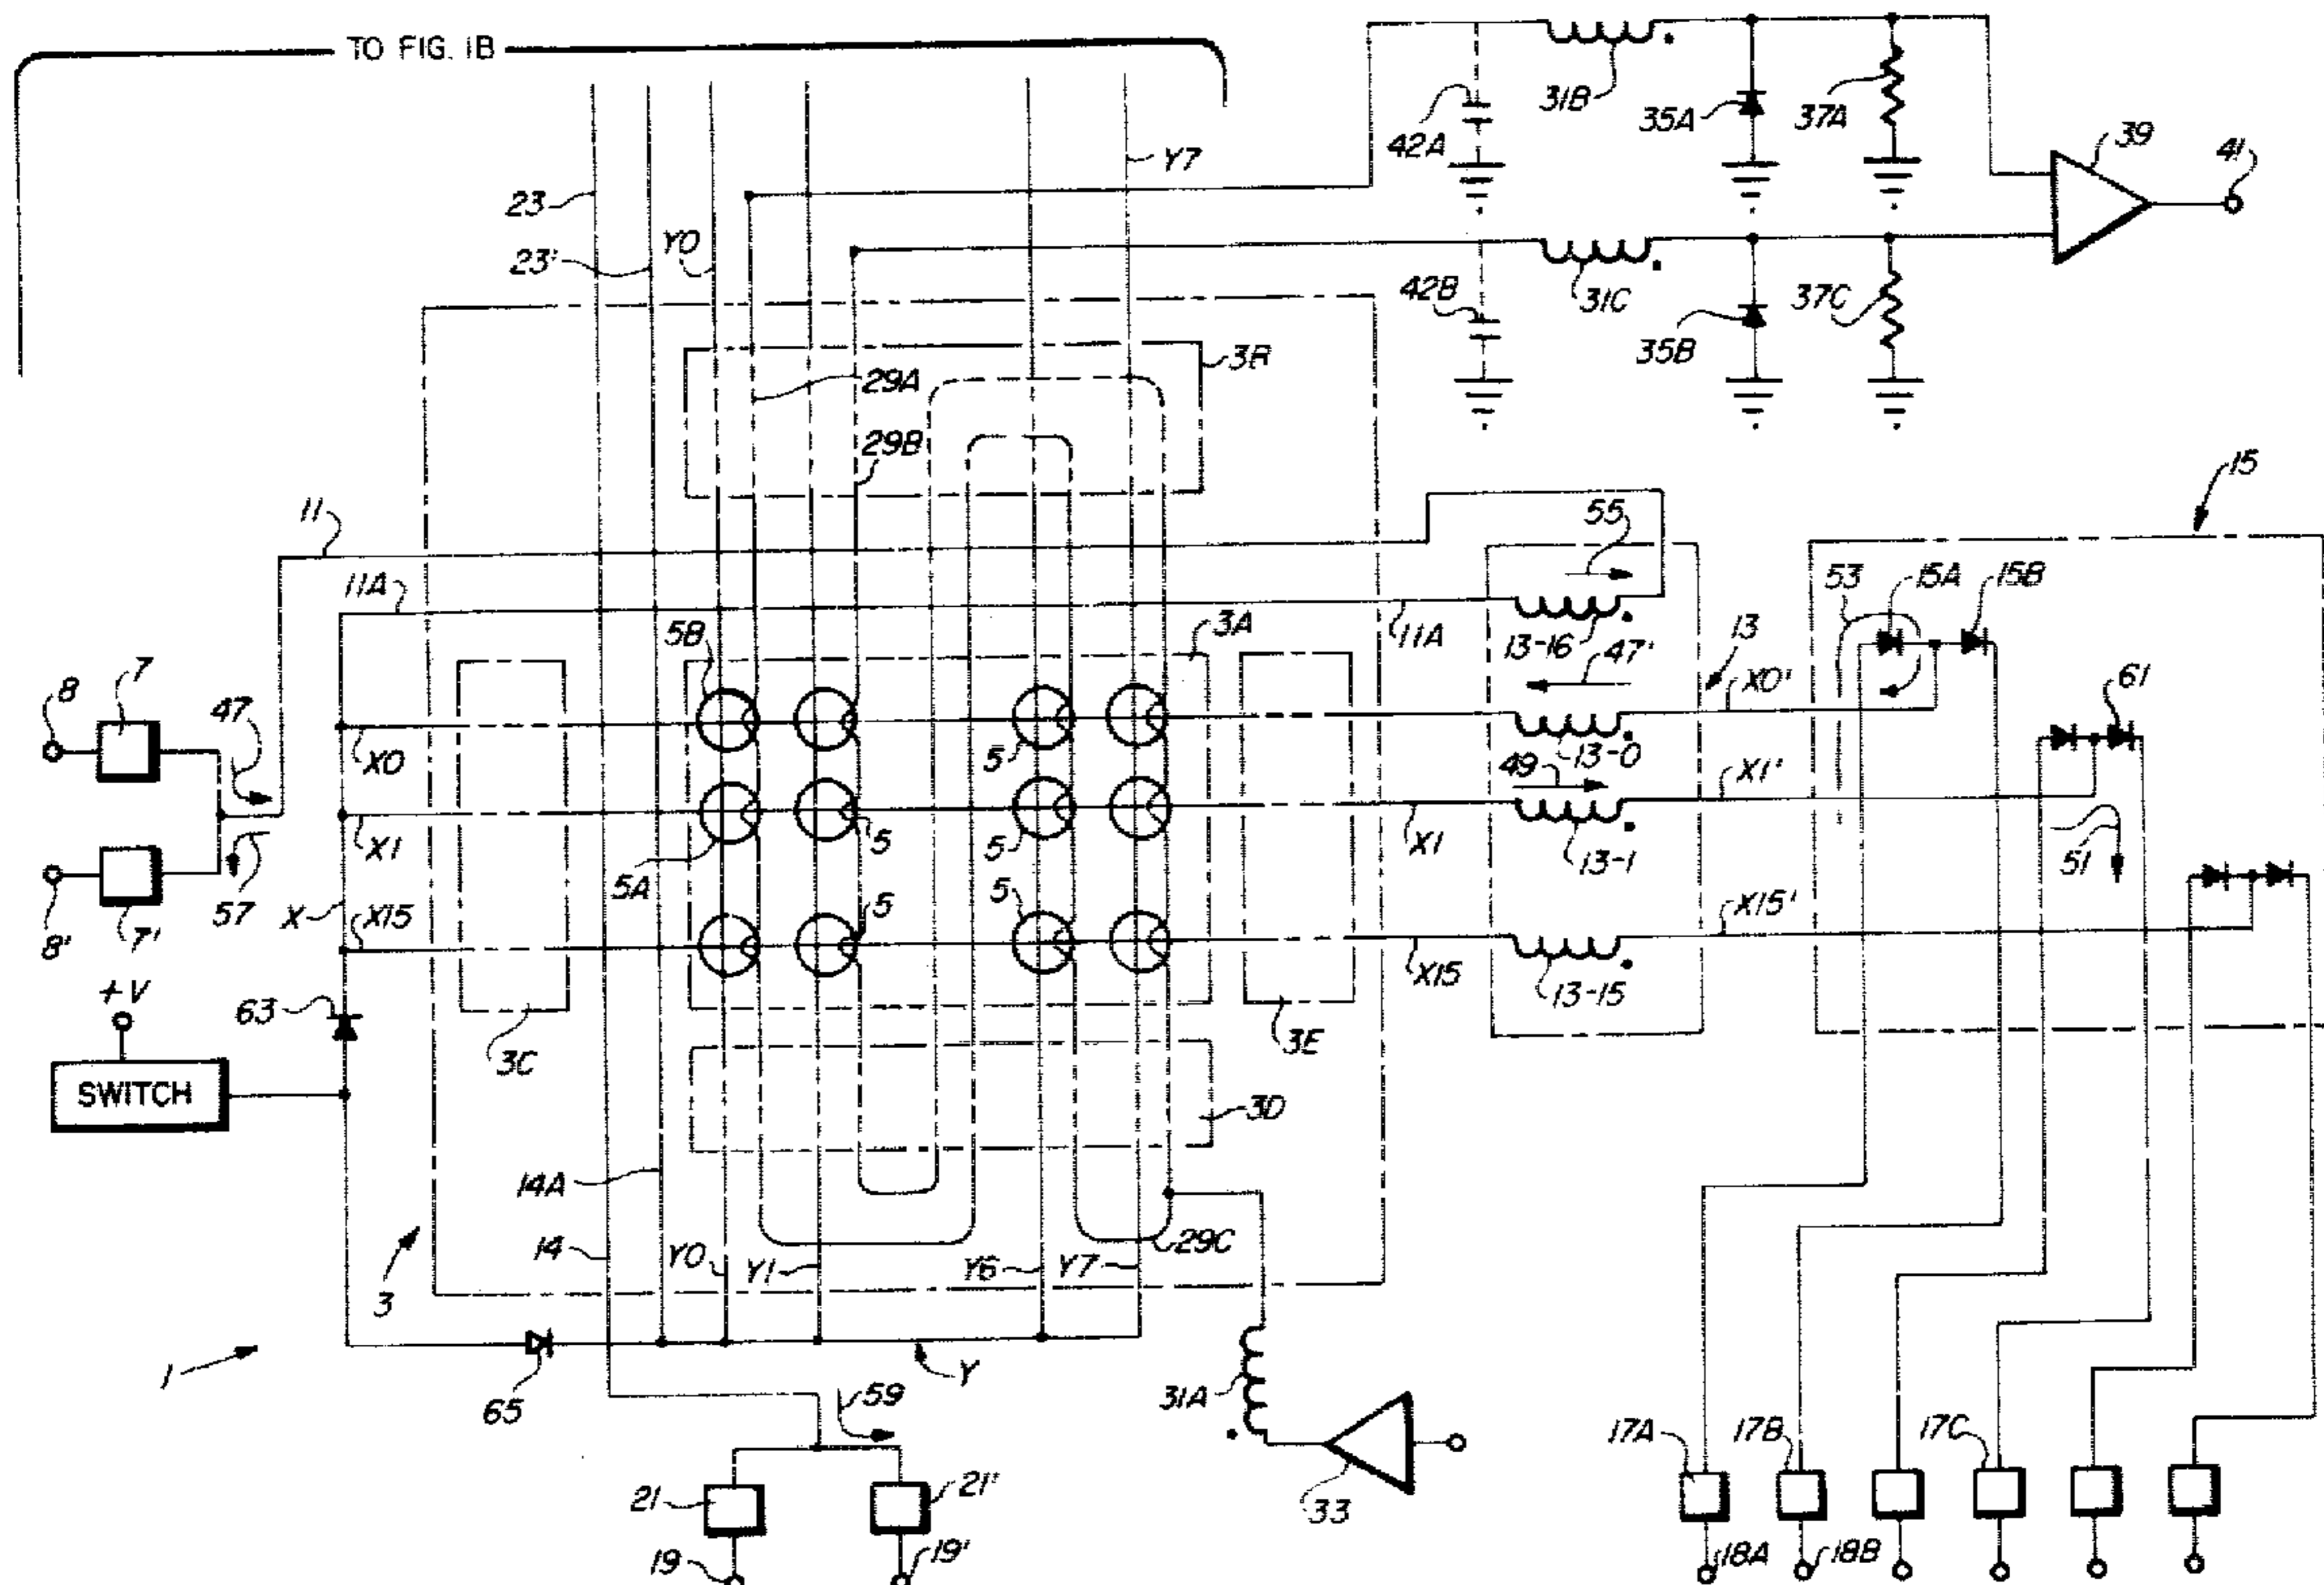 TO FIG. 1B
31B
35A
37A
39
41
42A
Y7
23
Y0
23'
42B
31C
35B
37C
3B
29A
29B
11
55
15
11A
53
15A
15B
5B
3A
11A
13-16
47'
13
X0'
61
8
7
47
X0
5
13-0
49
X1'
X1
5A
5
5
X1
13-1
51
8'
7'
57
X
X15
5
5
X15'
X15
13-15
+V
63
3C
3E
SWITCH
3D
14A
14
Y0
Y1
Y6
Y7
29C
3
1
65
Y
31A
59
17A
17B
17C
21
21'
33
19
19'
18A
18B